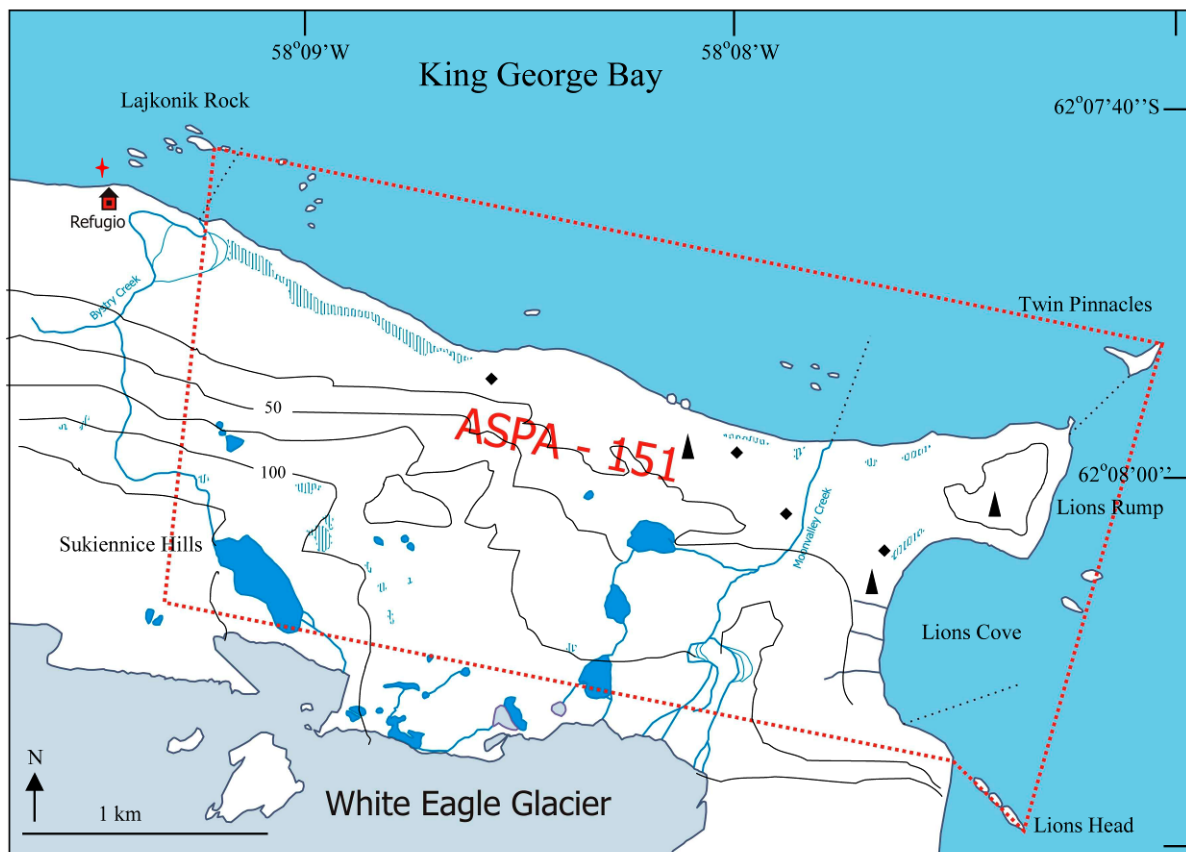 58°09’W
58°08’W
King George Bay
Lajkonik Rock
62°07’40’’S
Refugio
Bystry Creek
Twin Pinnacles
50
ASPA - 151
100
62°08’00’’
Lions Rump
Sukiennice Hills
Moonvalley Creek
Lions Cove
N
1 km
White Eagle Glacier
Lions Head